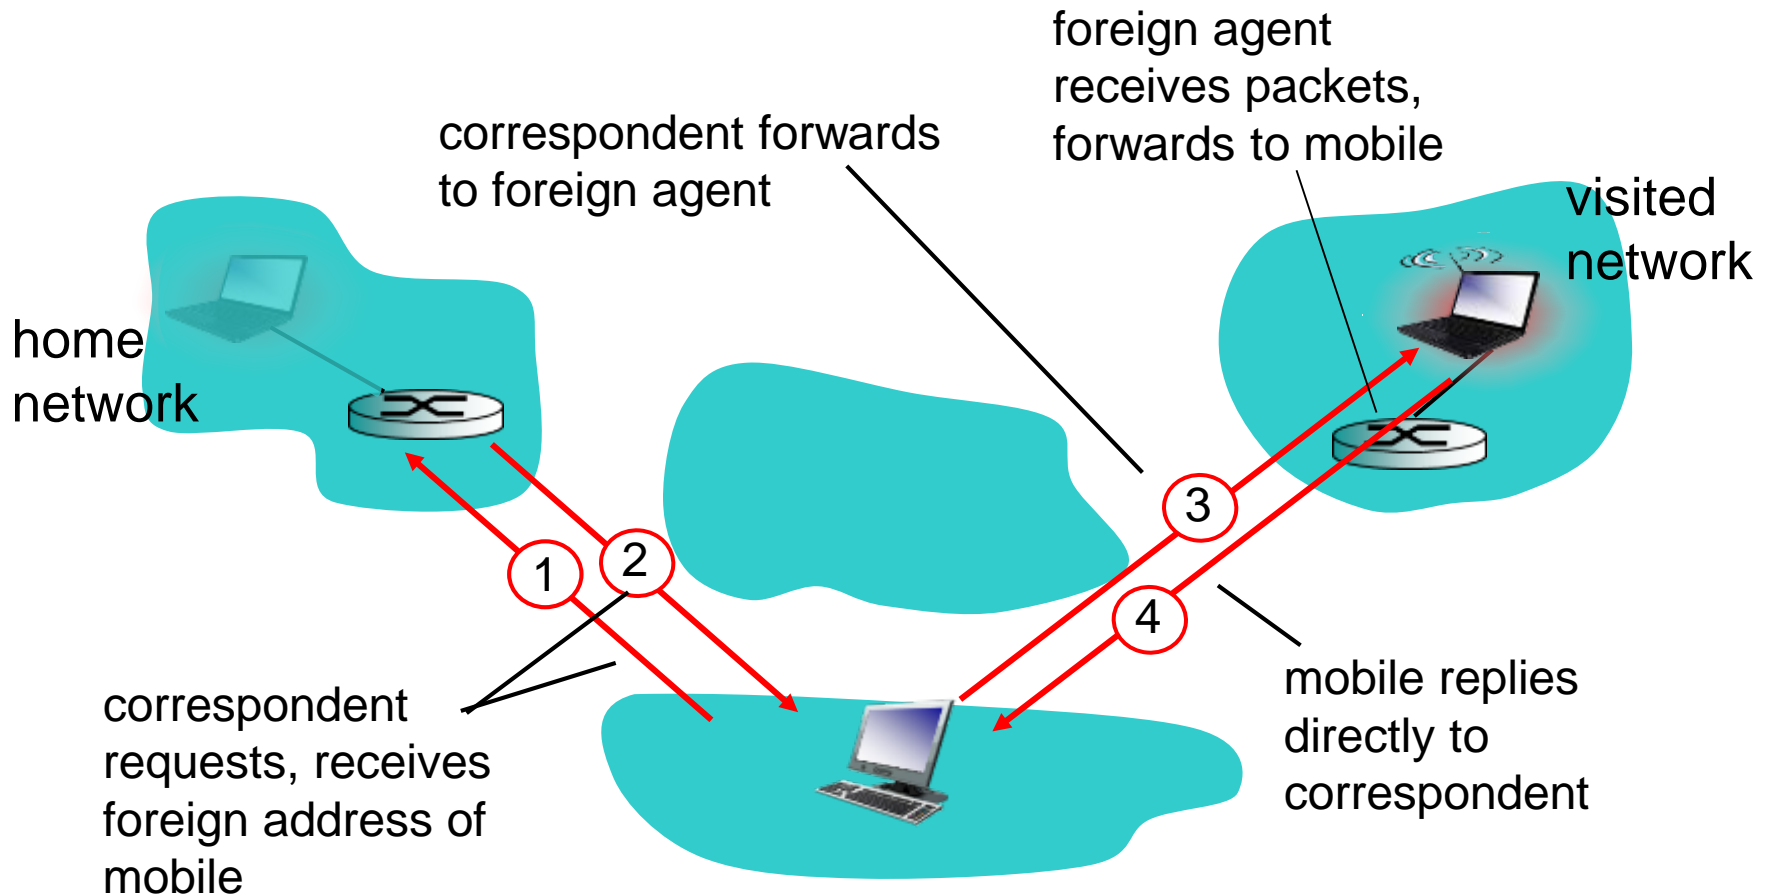 foreign agent
receives packets,
forwards to mobile
correspondent forwards
to foreign agent
visited
network
home
network
3
2
1
4
correspondent
requests, receives
foreign address of
mobile
mobile replies
directly to
correspondent